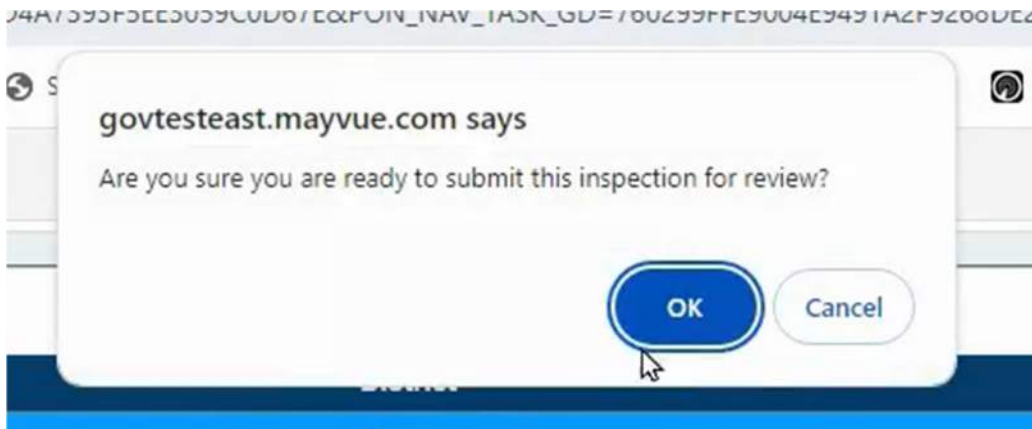 govtesteast.mayvue.com says
Are you sure you are ready to submit this inspection for review?
OK
Cancel